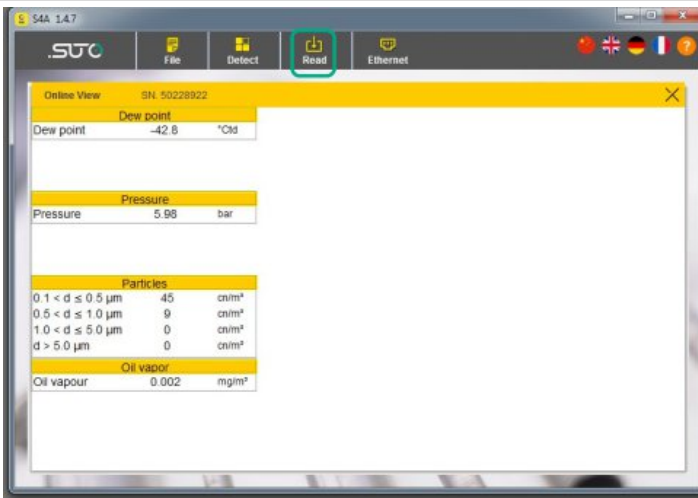 S4A 1.4.7
.SUTO File Detect Read Ethernet ?
Online View SN. 50228922
Dew point
Dew point -42.8 °Ctd
Pressure
Pressure 5.98 bar
Particles
0.1 < d ≤ 0.5 µm 45 cn/m³
0.5 < d ≤ 1.0 µm 9 cn/m³
1.0 < d ≤ 5.0 µm 0 cn/m³
d > 5.0 µm 0 cn/m³
Oil vapor
Oil vapour 0.002 mg/m³